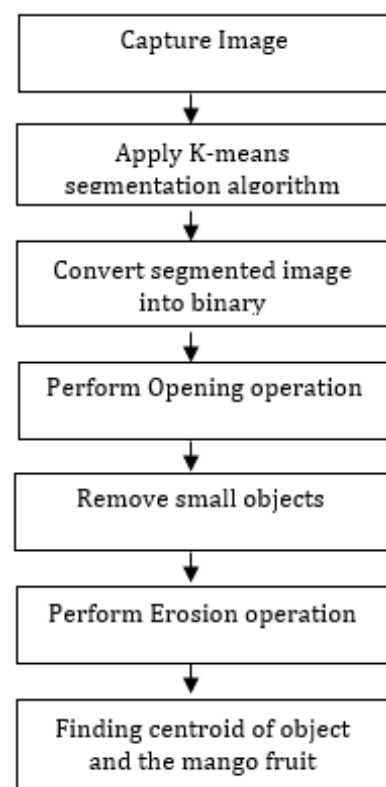 Capture Image
Apply K-means
segmentation algorithm
Convert segmented image
into binary
Perform Opening operation
Remove small objects
Perform Erosion operation
Finding centroid of object
and the mango fruit